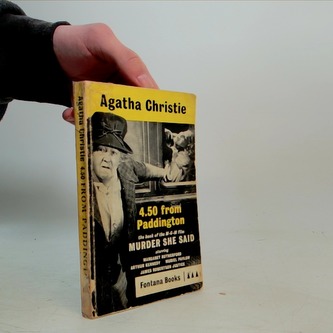 Agatha Christie
4.50 from
Paddington
the book of the M-G-M film
MURDER SHE SAID
starring
MARGARET RUTHERFORD
ARTHUR KENNEDY MURIEL PAVLOW
JAMES ROBERTSON JUSTICE
Fontana Books
Agatha Christie 4.50 FROM PADDINGT